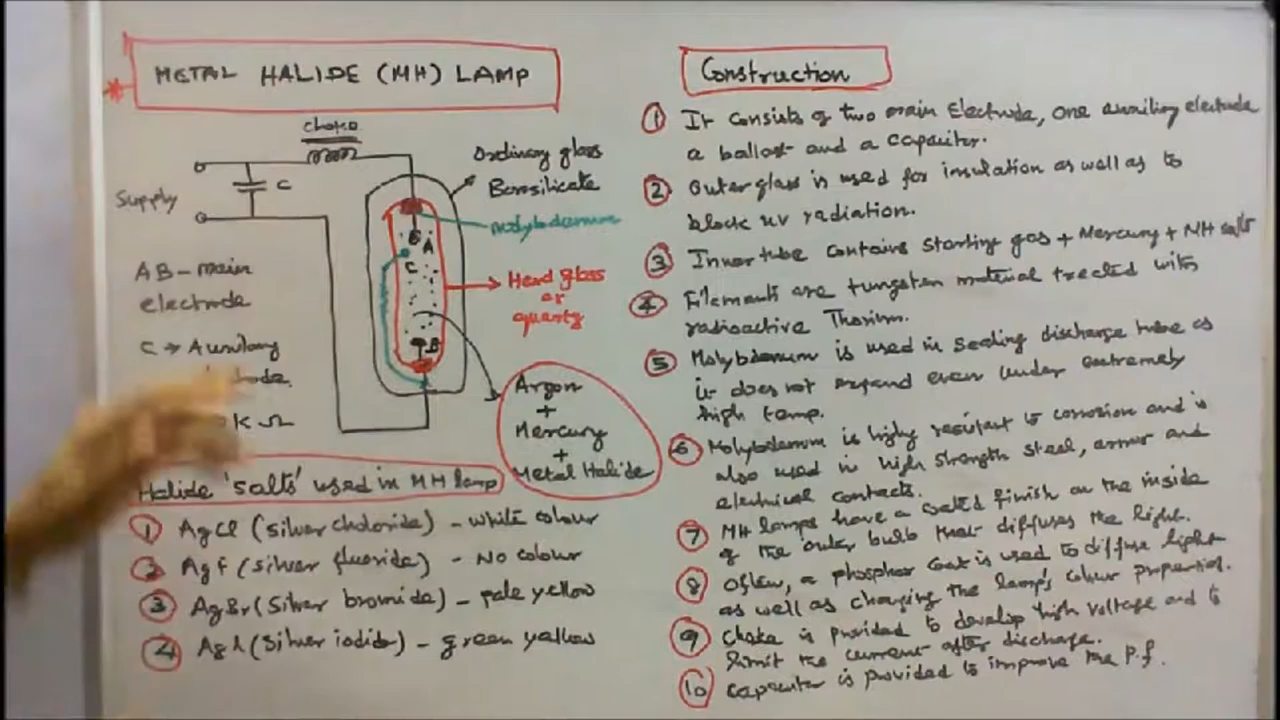 METAL HALIDE (MH) LAMP
choke
C
Supply
Ordinary glass
Borosilicate
Molybdenum
A
C
B
Hard glass
or
quartz
AB - main
electrode
C → Auxilary
KΩ
Argon
+
Mercury
+
Metal Halide
Halide 'salts' used in MH lamp
① AgCl (silver choloride) - white colour
② AgF (silver fluoride) - No colour
③ AgBr (Silver bromide) - pale yellow
④ AgI (Silver iodide) - green yellow
Construction
① It consists of two main Electrode, one auxiliary electrode
a ballast and a capacitor.
② Outer glass is used for insulation as well as to
block uv radiation.
③ Inner tube contains starting gas + Mercury + MH salts
④ Filaments are tungsten material treated with
radioactive Thorium.
⑤ Molybdenum is used in sealing discharge tube as
it does not expand even under extremely
high temp.
⑥ Molybdenum is highly resistant to corrosion and is
also used in high strength steel, armor and
electrical contacts.
⑦ MH lamps have a coated finish on the inside
of the outer bulb that diffuses the light.
⑧ Often, a phosphor coat is used to diffuse light
as well as changing the lamp's colour properties.
⑨ Choke is provided to develop high voltage and to
limit the current after discharge.
⑩ Capacitor is provided to improve the P.f.